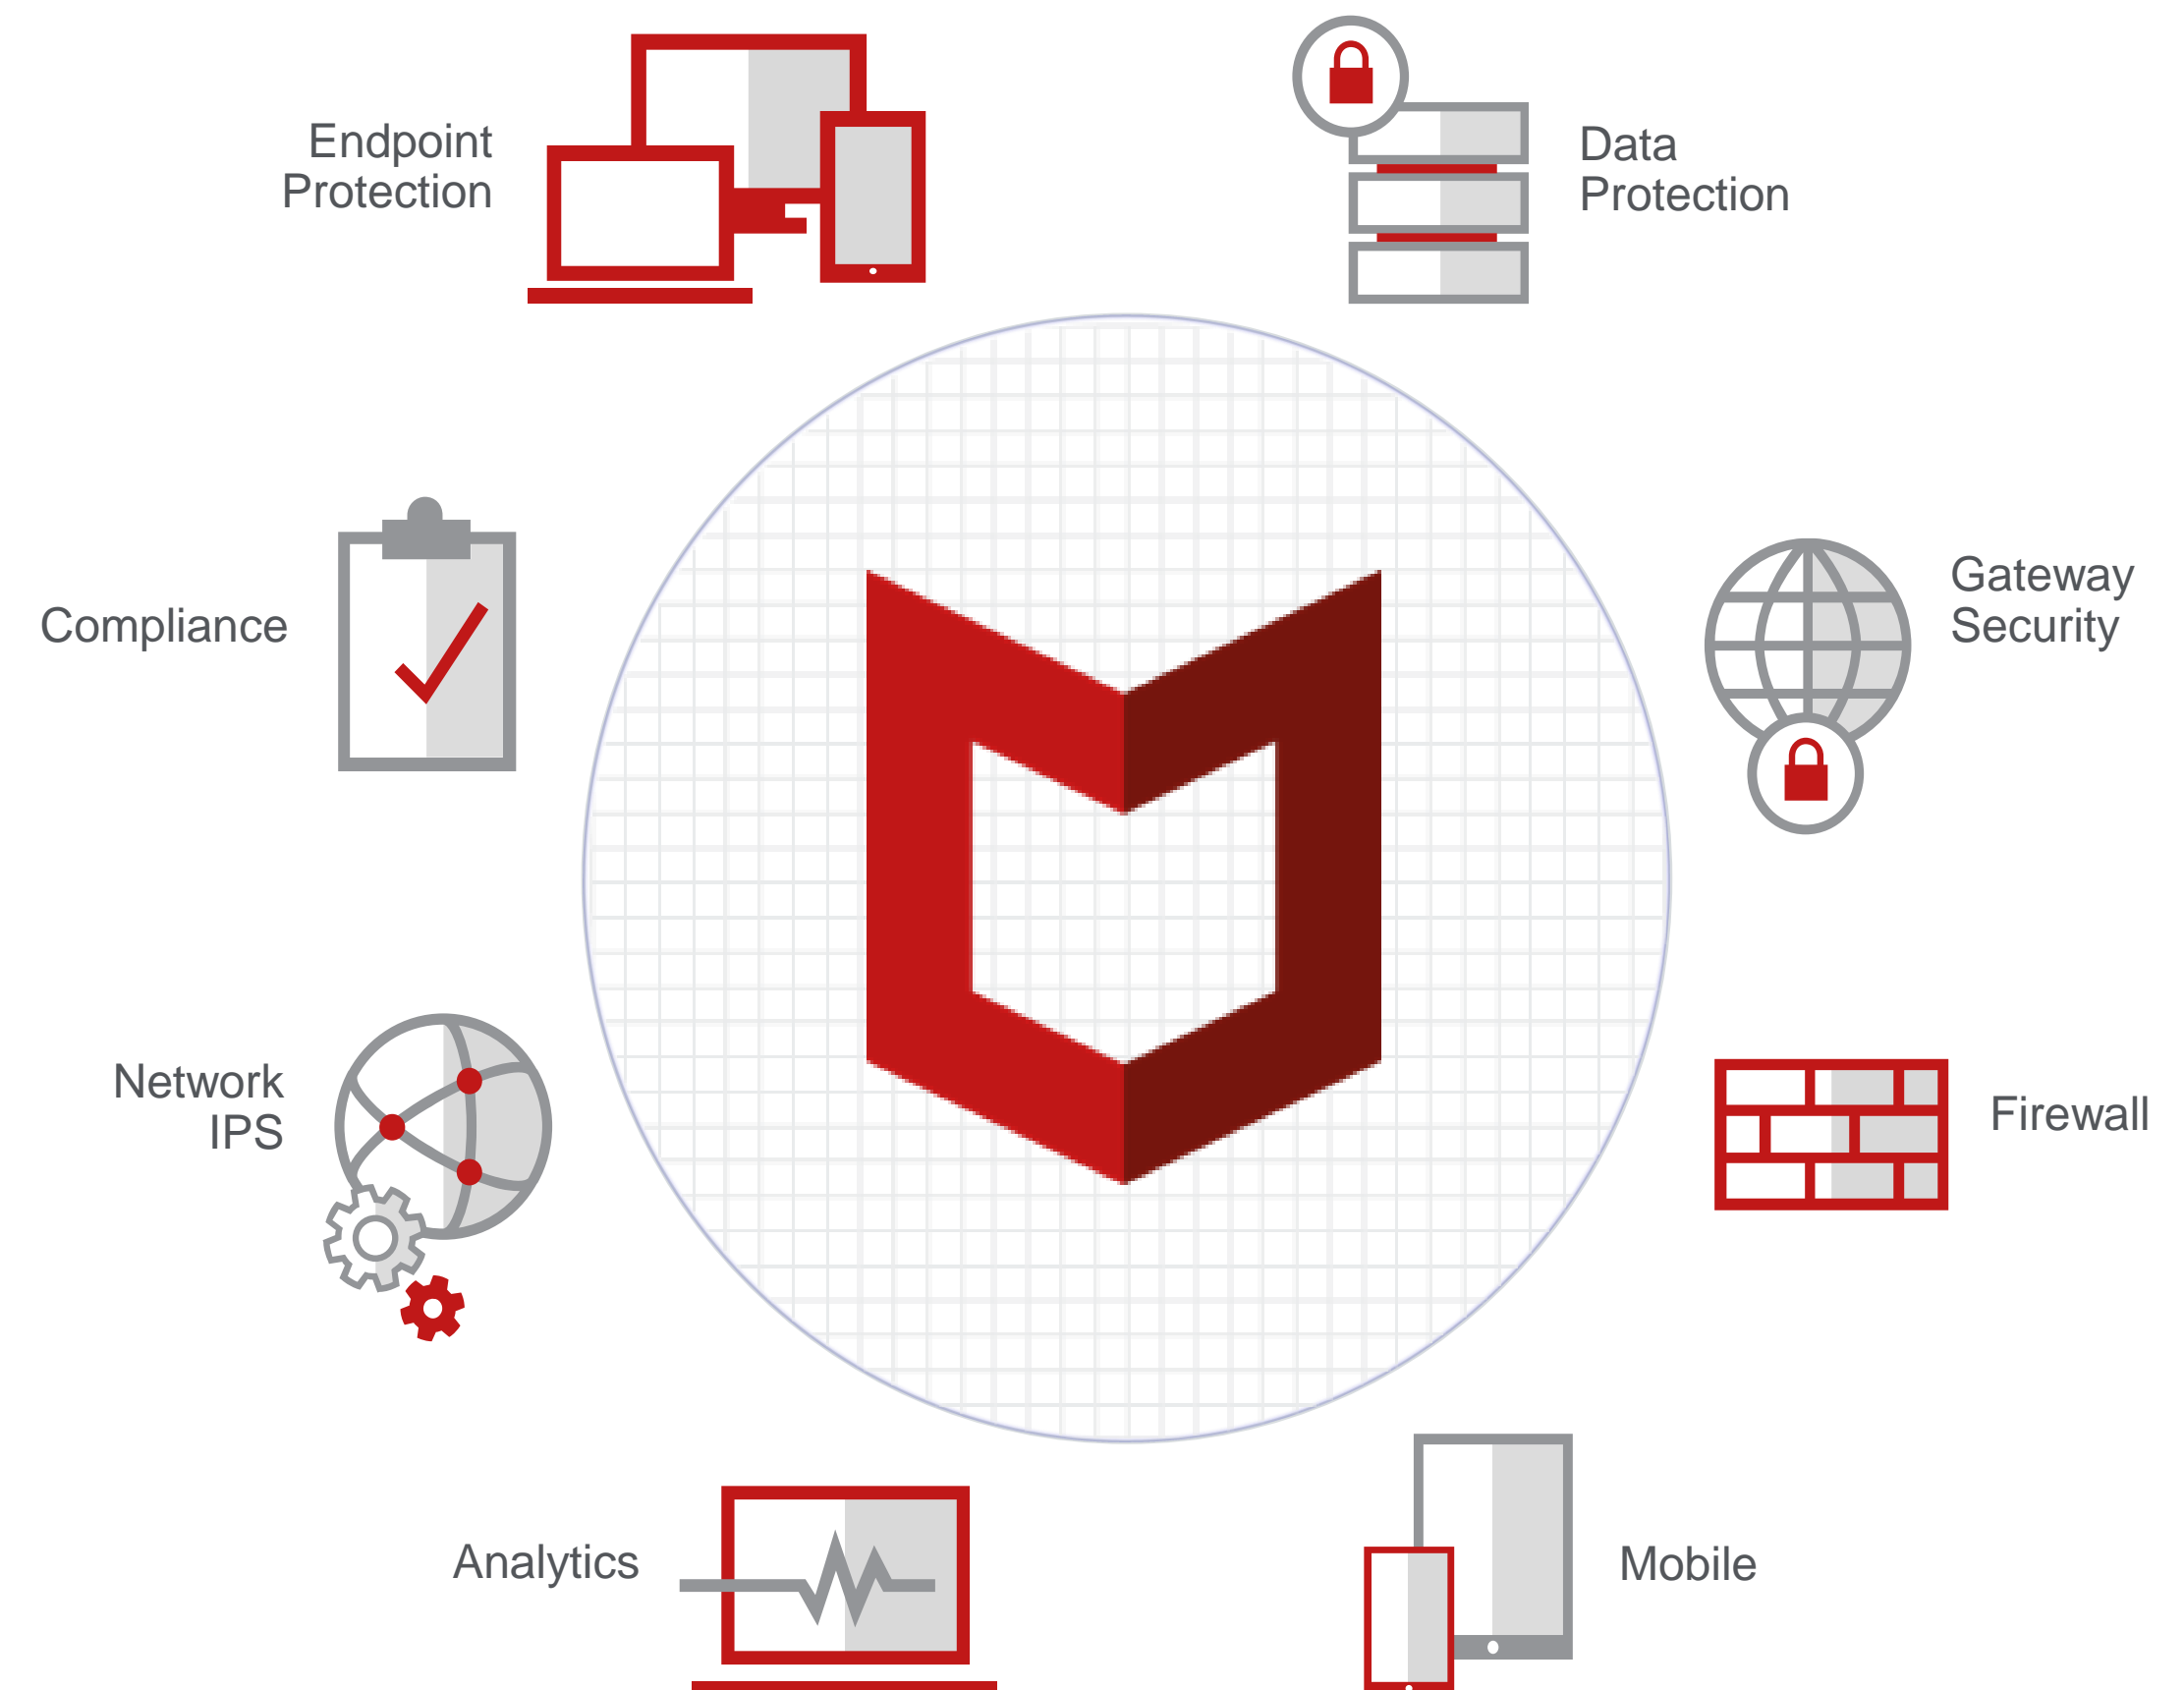 Endpoint
Protection
Data
Protection
Compliance
Gateway
Security
Network
IPS
Firewall
Analytics
Mobile